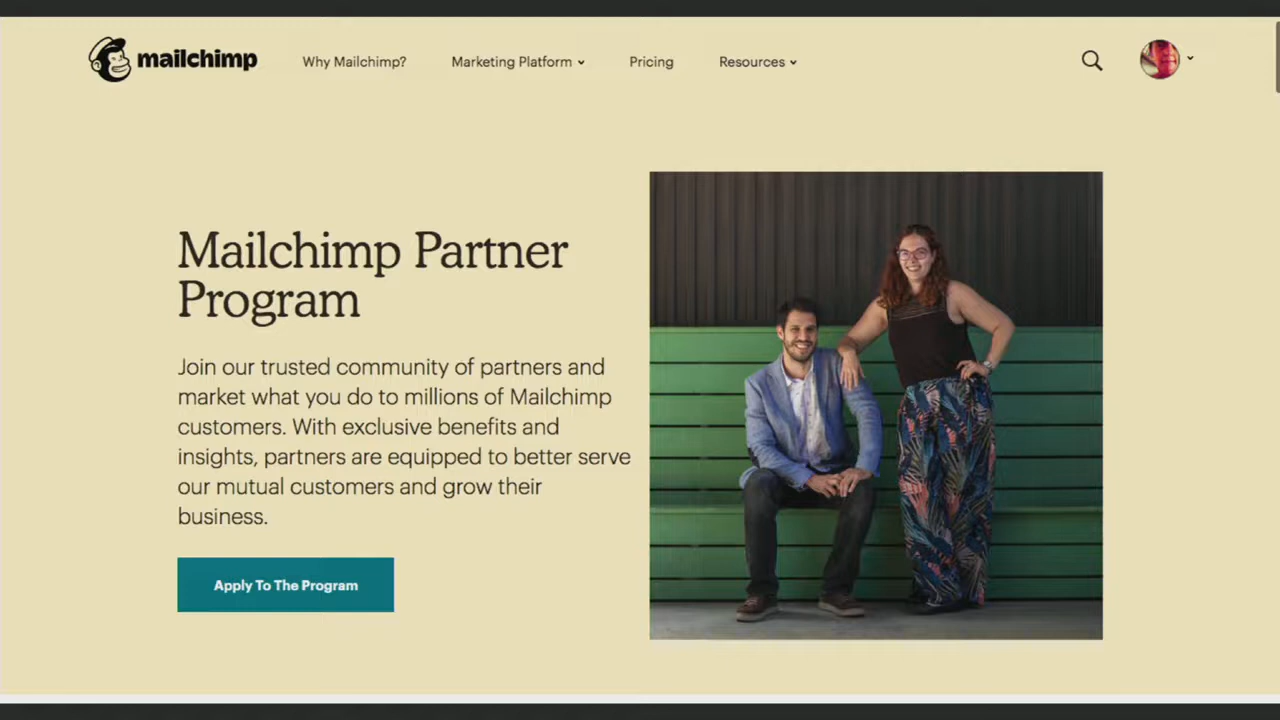 mailchimp
Why Mailchimp?
Marketing Platform
Pricing
Resources
Mailchimp Partner
Program
Join our trusted community of partners and
market what you do to millions of Mailchimp
customers. With exclusive benefits and
insights, partners are equipped to better serve
our mutual customers and grow their
business.
Apply To The Program